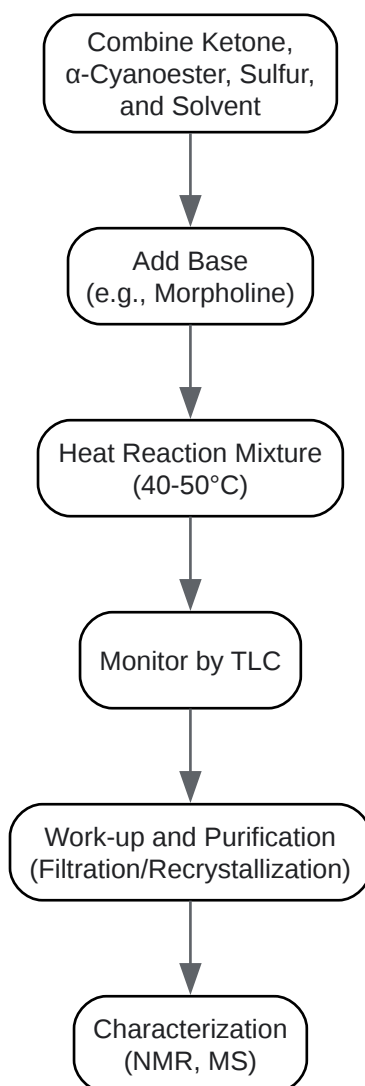 Combine Ketone,
α-Cyanoester, Sulfur,
and Solvent
Add Base
(e.g., Morpholine)
Heat Reaction Mixture
(40-50°C)
Monitor by TLC
Work-up and Purification
(Filtration/Recrystallization)
Characterization
(NMR, MS)